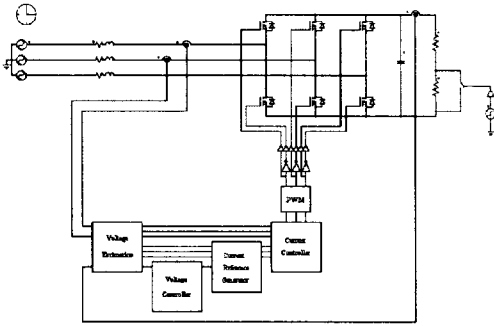 PWM
Voltage
Estimation
Current
Controller
Current
Reference
Generator
Voltage
Controller